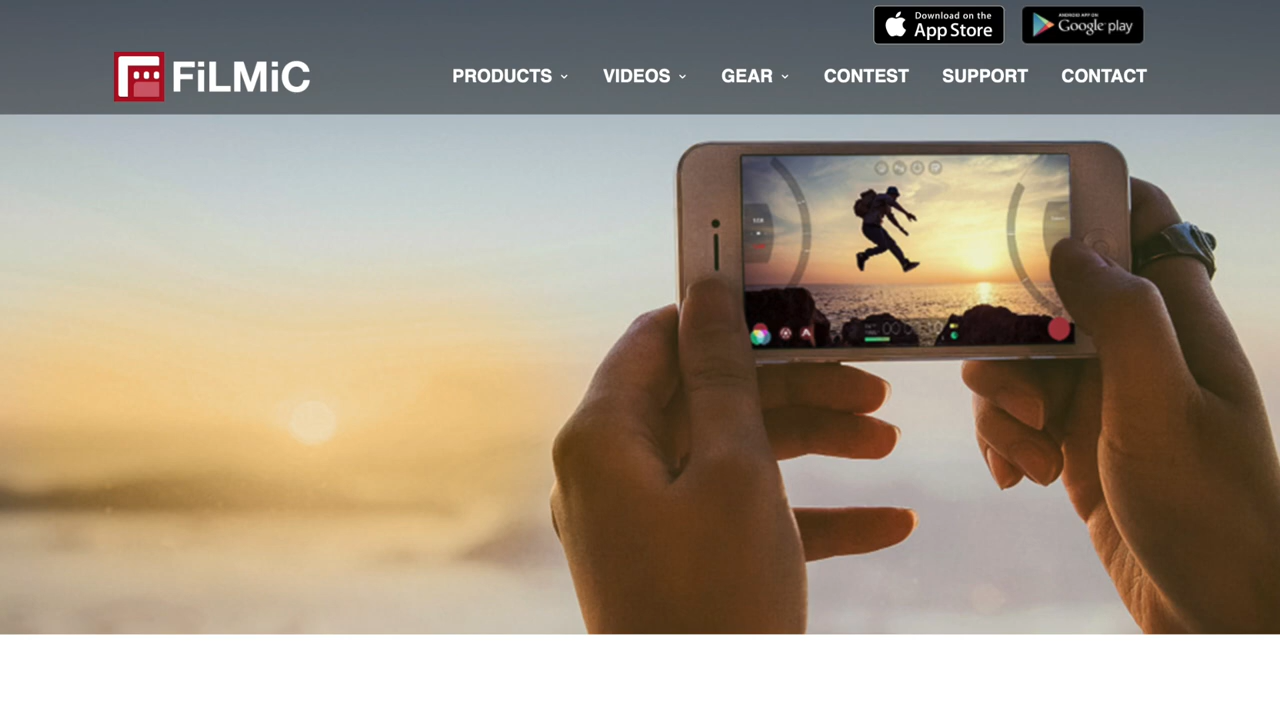 Download on the
App Store
ANDROID APP ON
Google play
FiLMiC
PRODUCTS
VIDEOS
GEAR
CONTEST
SUPPORT
CONTACT